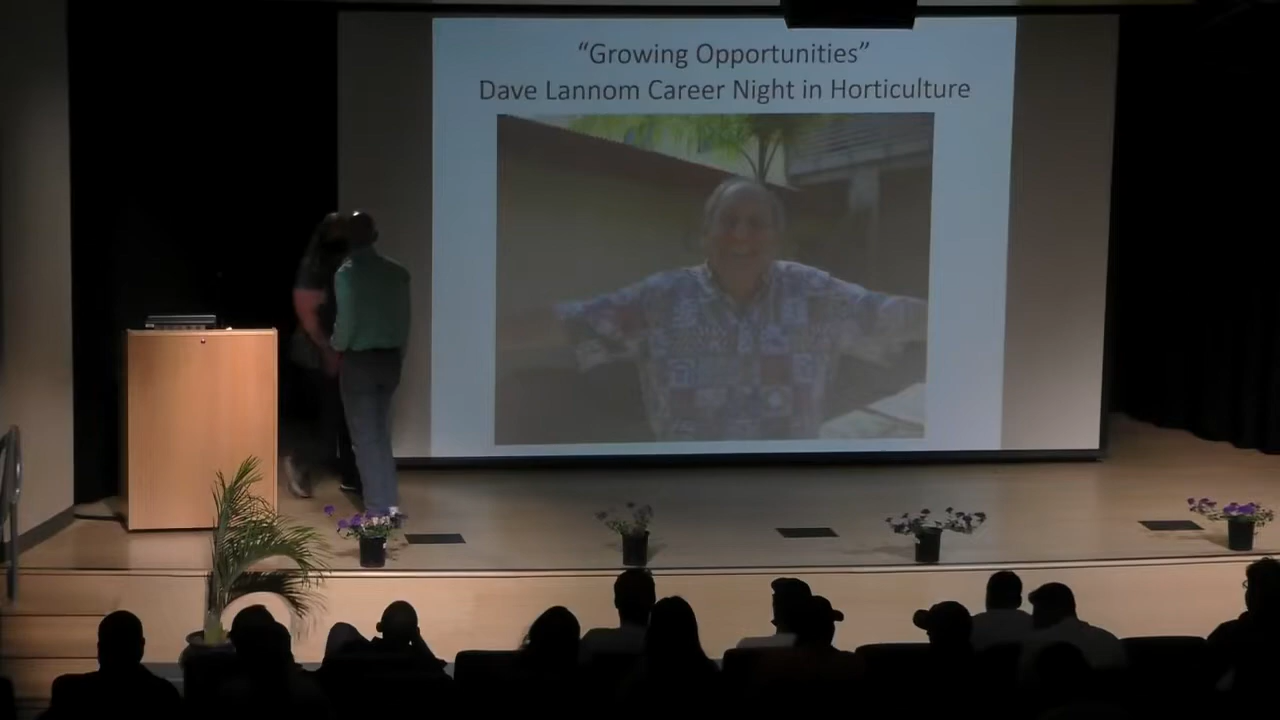 “Growing Opportunities”
Dave Lannom Career Night in Horticulture